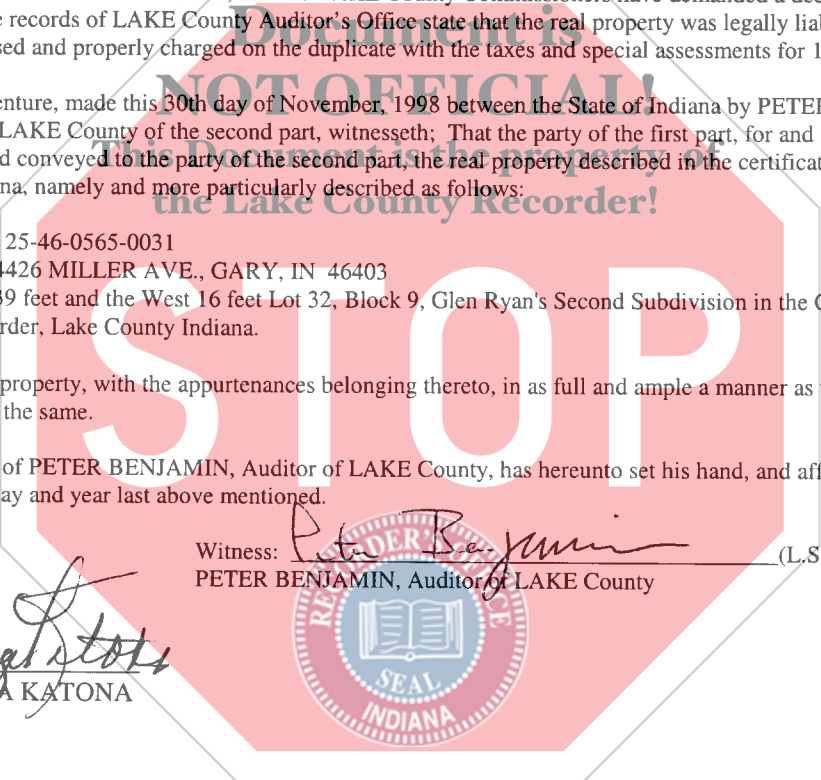 County Commissioners have demanded a dec
e records of LAKE County Auditor's Office state that the real property was legally liab
sed and properly charged on the duplicate with the taxes and special assessments for 1
Document is
NOT OFFICIAL!
This Document is the property of
the Lake County Recorder!
enture, made this 30th day of November, 1998 between the State of Indiana by PETER
LAKE County of the second part, witnesseth; That the party of the first part, for and
d conveyed to the party of the second part, the real property described in the certificat
na, namely and more particularly described as follows:
25-46-0565-0031
4426 MILLER AVE., GARY, IN 46403
39 feet and the West 16 feet Lot 32, Block 9, Glen Ryan's Second Subdivision in the C
rder, Lake County Indiana.
STOP
property, with the appurtenances belonging thereto, in as full and ample a manner as
the same.
of PETER BENJAMIN, Auditor of LAKE County, has hereunto set his hand, and aff
ay and year last above mentioned.
Witness: Peter Benjamin (L.S
PETER BENJAMIN, Auditor of LAKE County
RECORDER'S OFFICE
SEAL
INDIANA
A KATONA